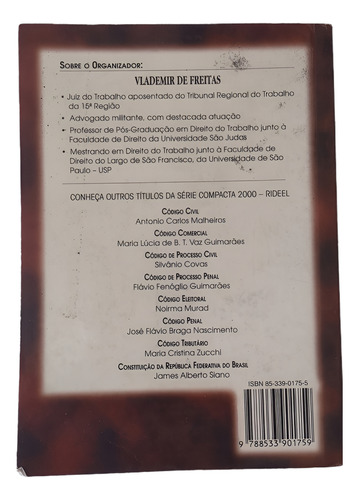 SOBRE O ORGANIZADOR:
VLADEMIR DE FREITAS
• Juiz do Trabalho aposentado do Tribunal Regional do Trabalho
da 15ª Região
• Advogado militante, com destacada atuação
• Professor de Pós-Graduação em Direito do Trabalho junto à
Faculdade de Direito da Universidade São Judas
• Mestrando em Direito do Trabalho junto à Faculdade de
Direito do Largo de São Francisco, da Universidade de São
Paulo – USP
CONHEÇA OUTROS TÍTULOS DA SÉRIE COMPACTA 2000 – RIDEEL
CÓDIGO CIVIL
Antonio Carlos Malheiros
CÓDIGO COMERCIAL
Maria Lúcia de B. T. Vaz Guimarães
CÓDIGO DE PROCESSO CIVIL
Silvânio Covas
CÓDIGO DE PROCESSO PENAL
Flávio Fenóglio Guimarães
CÓDIGO ELEITORAL
Noirma Murad
CÓDIGO PENAL
José Flávio Braga Nascimento
CÓDIGO TRIBUTÁRIO
Maria Cristina Zucchi
CONSTITUIÇÃO DA REPÚBLICA FEDERATIVA DO BRASIL
James Alberto Siano
ISBN 85-339-0175-5
9 788533 901759